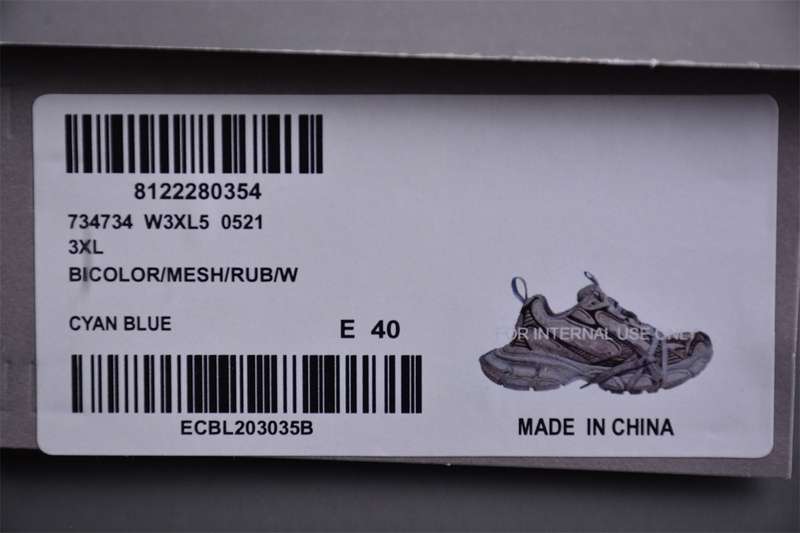 8122280354
734734 W3XL5 0521
3XL
BICOLOR/MESH/RUB/W
CYAN BLUE
E 40
FOR INTERNAL USE ONLY
ECBL203035B
MADE IN CHINA